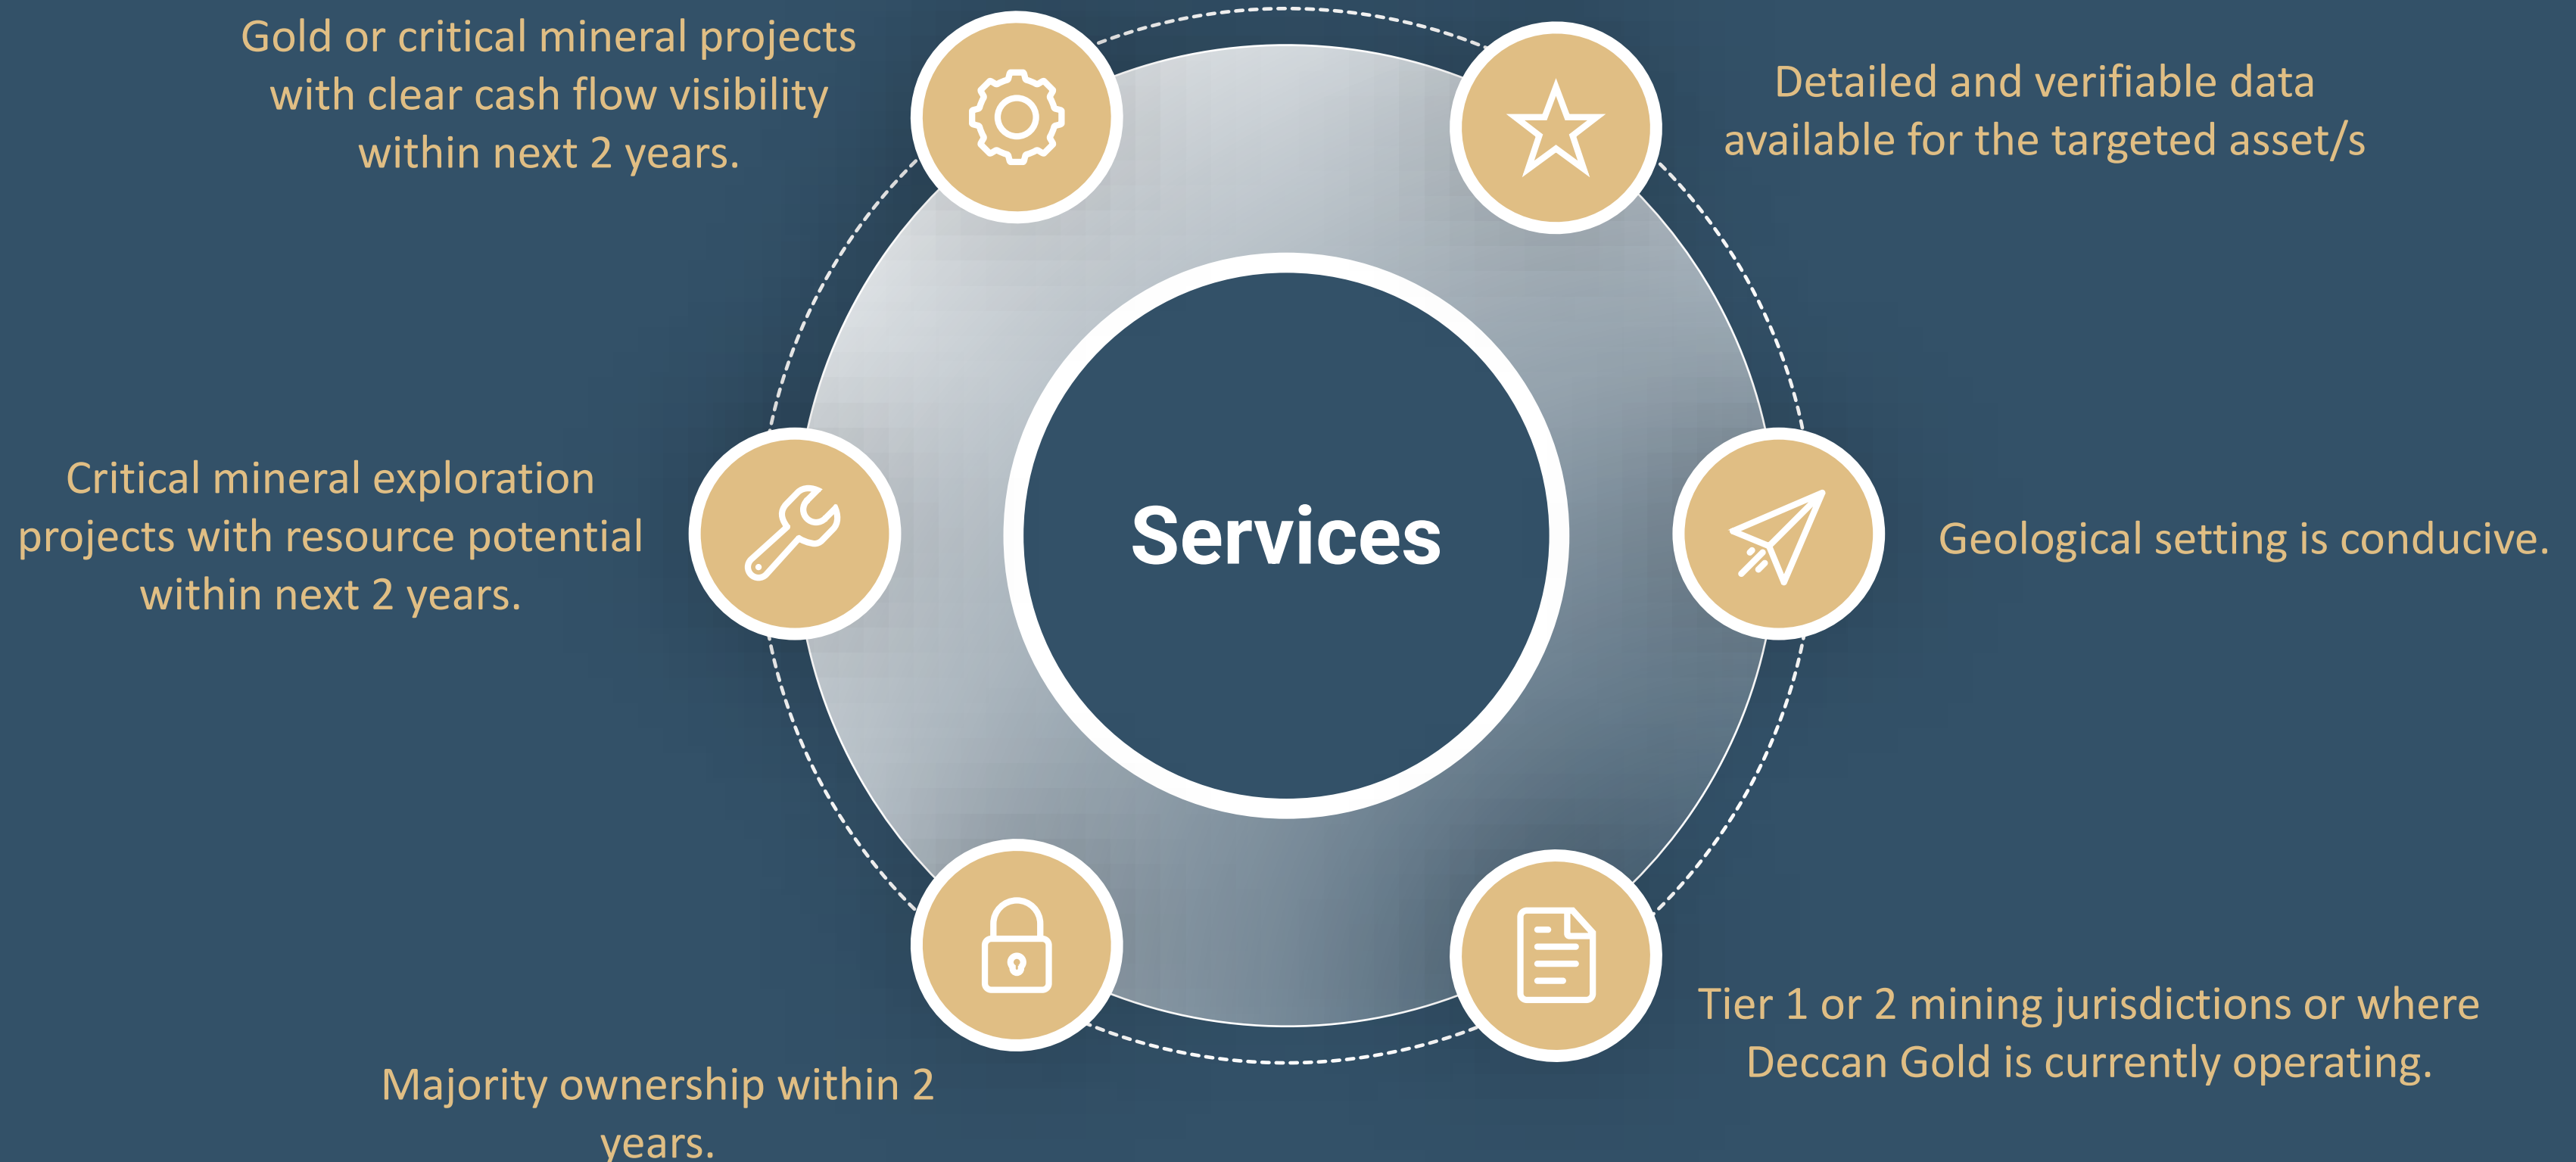 Gold or critical mineral projects
with clear cash flow visibility
within next 2 years.
Detailed and verifiable data
available for the targeted asset/s
Critical mineral exploration
projects with resource potential
within next 2 years.
Services
Geological setting is conducive.
Majority ownership within 2
years.
Tier 1 or 2 mining jurisdictions or where
Deccan Gold is currently operating.